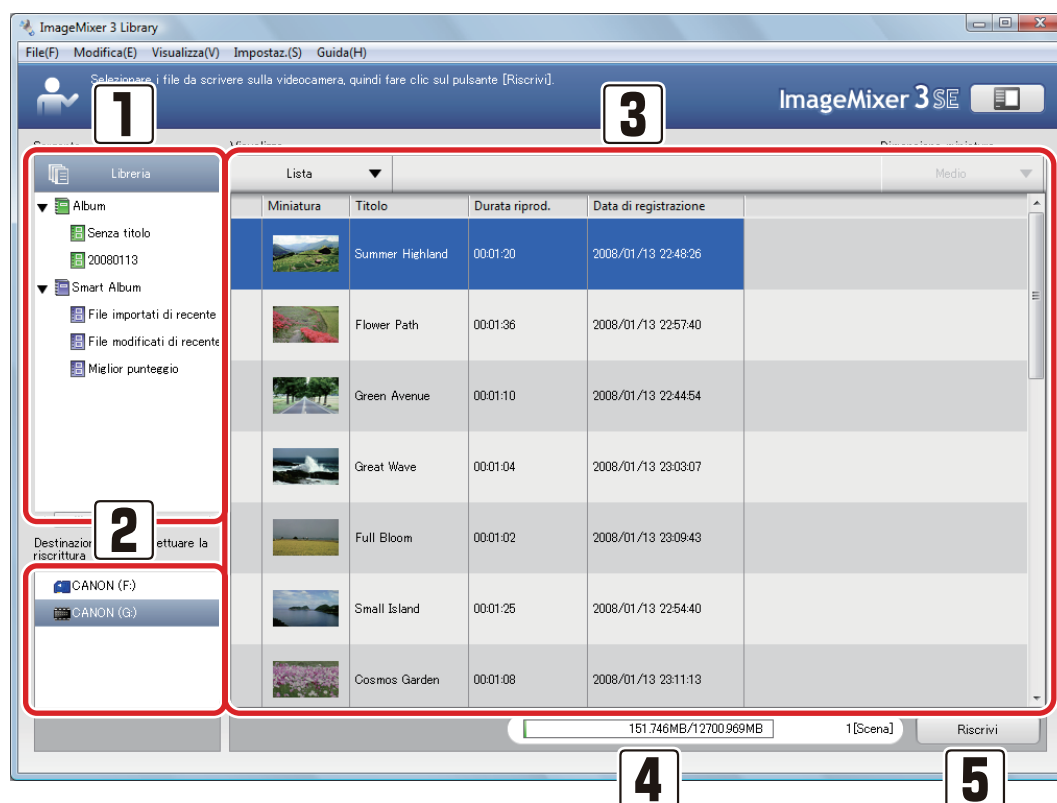 ImageMixer 3 Library
File(F) Modifica(E) Visualizza(V) Impostaz.(S) Guida(H)
Selezionare i file da scrivere sulla videocamera, quindi fare clic sul pulsante [Riscrivi].
ImageMixer 3 SE
1
3
Libreria
Lista
Medio
Album
Senza titolo
20080113
Smart Album
File importati di recente
File modificati di recente
Miglior punteggio
Miniatura Titolo Durata riprod. Data di registrazione
Summer Highland 00:01:20 2008/01/13 22:48:26
Flower Path 00:01:36 2008/01/13 22:57:40
Green Avenue 00:01:10 2008/01/13 22:44:54
Great Wave 00:01:04 2008/01/13 23:03:07
Full Bloom 00:01:02 2008/01/13 23:09:43
Small Island 00:01:25 2008/01/13 22:54:40
Cosmos Garden 00:01:08 2008/01/13 23:11:13
2
la
riscrittura
CANON (F:)
CANON (G:)
151.746MB/12700.969MB
1[Scena]
Riscrivi
4
5